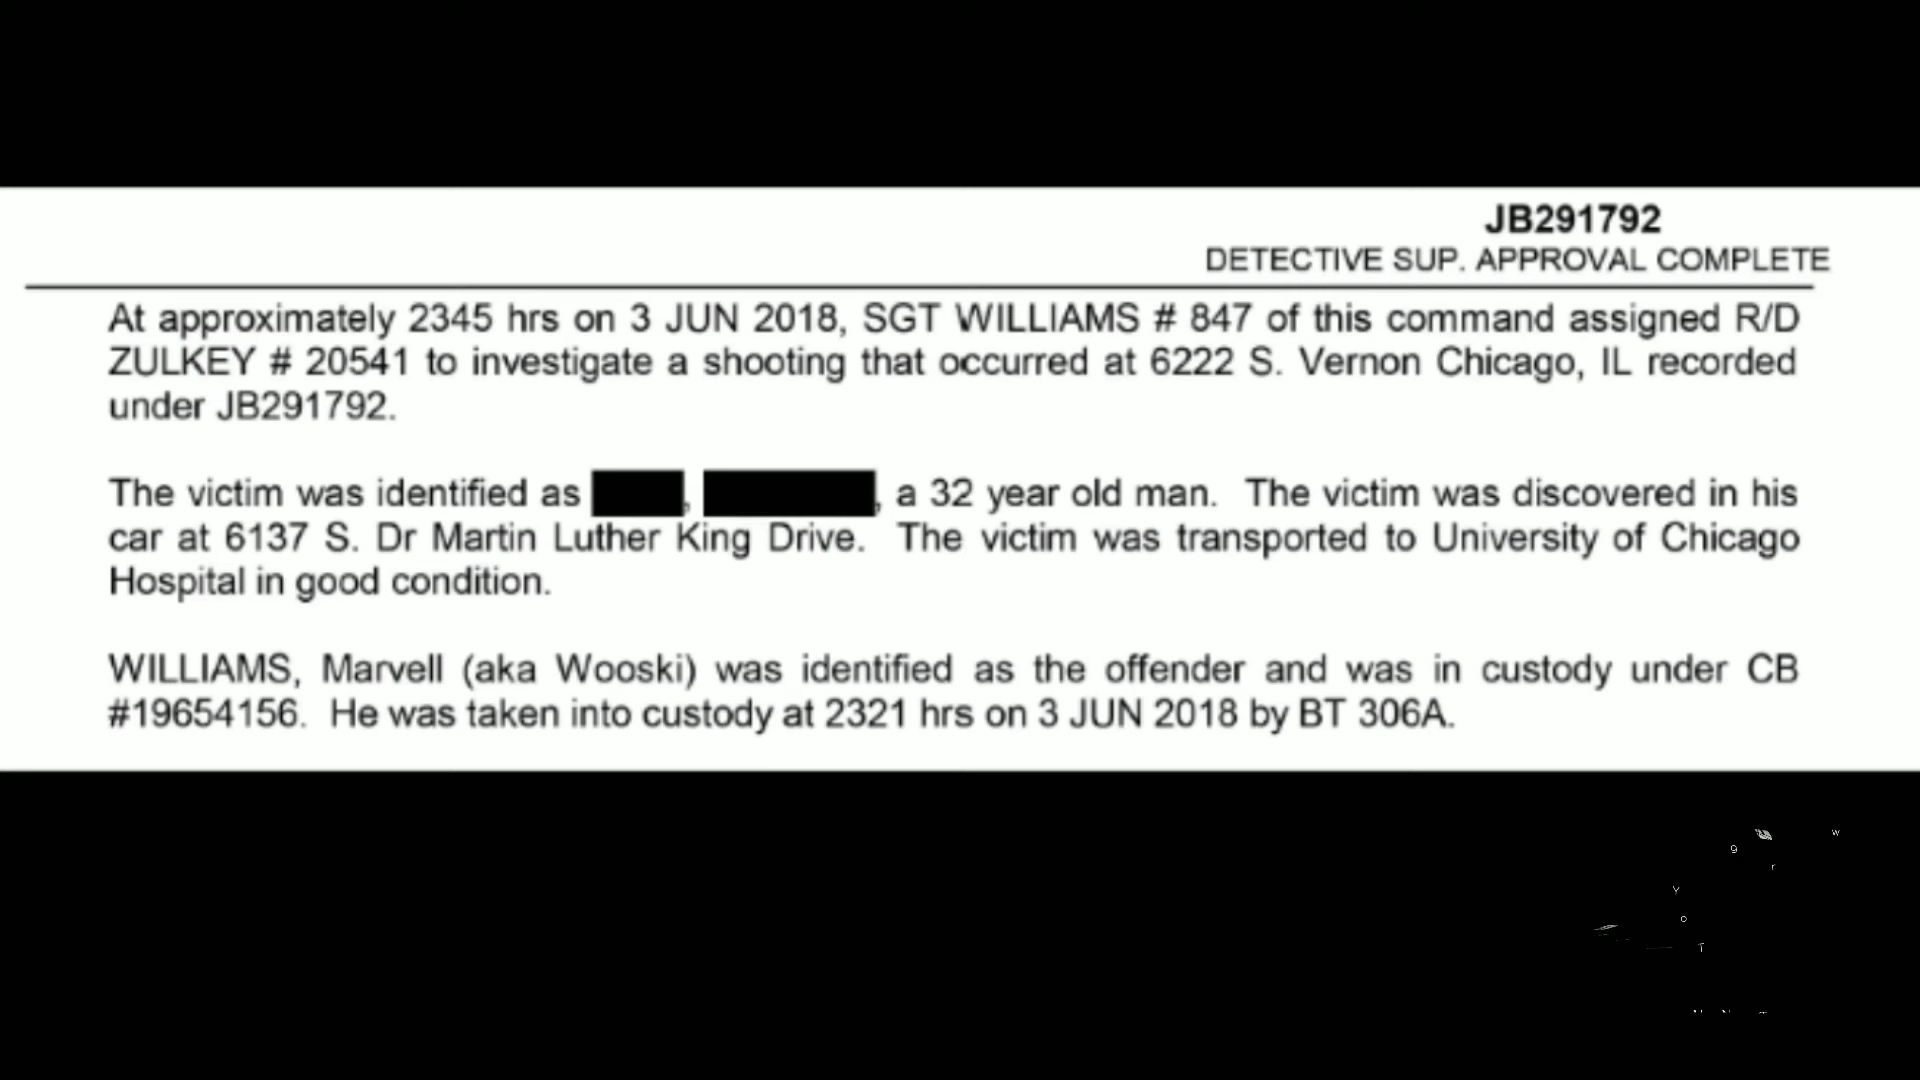 JB291792
DETECTIVE SUP. APPROVAL COMPLETE
At approximately 2345 hrs on 3 JUN 2018, SGT WILLIAMS # 847 of this command assigned R/D
ZULKEY # 20541 to investigate a shooting that occurred at 6222 S. Vernon Chicago, IL recorded
under JB291792.
The victim was identified as , , a 32 year old man. The victim was discovered in his
car at 6137 S. Dr Martin Luther King Drive. The victim was transported to University of Chicago
Hospital in good condition.
WILLIAMS, Marvell (aka Wooski) was identified as the offender and was in custody under CB
#19654156. He was taken into custody at 2321 hrs on 3 JUN 2018 by BT 306A.